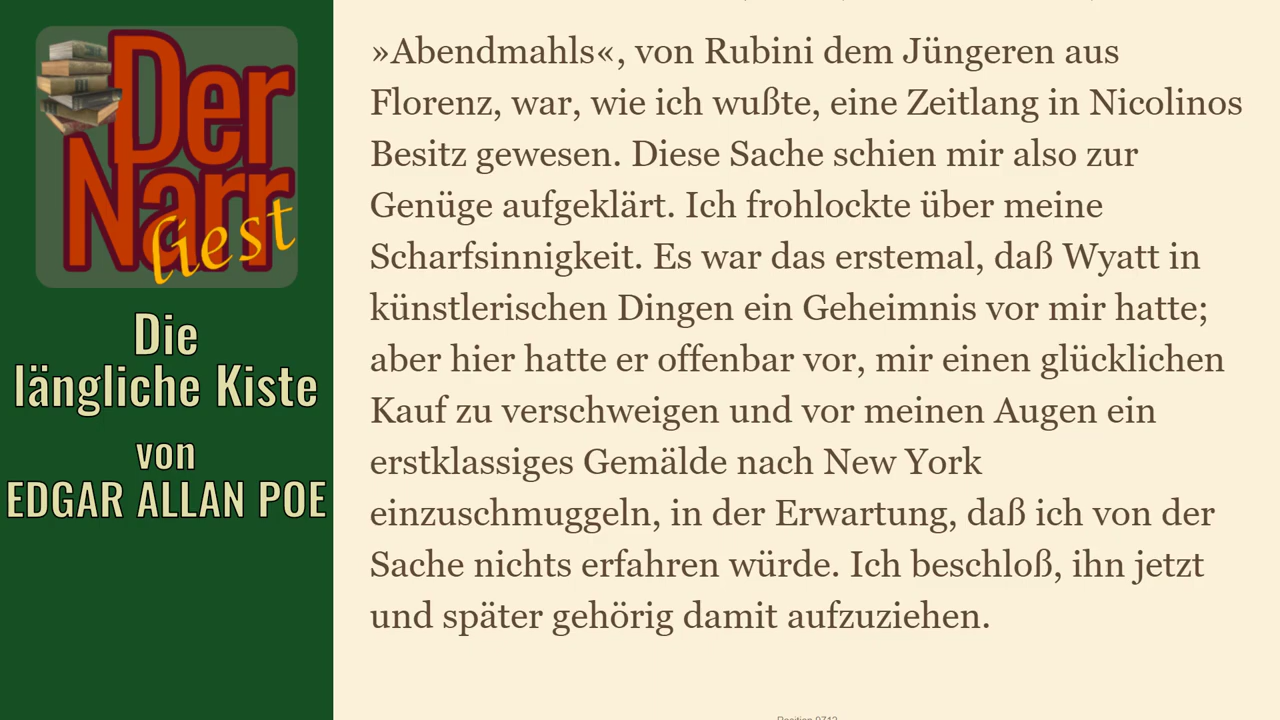 Der
Narr
liest
Die
längliche Kiste
von
EDGAR ALLAN POE
»Abendmahls«, von Rubini dem Jüngeren aus
Florenz, war, wie ich wußte, eine Zeitlang in Nicolinos
Besitz gewesen. Diese Sache schien mir also zur
Genüge aufgeklärt. Ich frohlockte über meine
Scharfsinnigkeit. Es war das erstemal, daß Wyatt in
künstlerischen Dingen ein Geheimnis vor mir hatte;
aber hier hatte er offenbar vor, mir einen glücklichen
Kauf zu verschweigen und vor meinen Augen ein
erstklassiges Gemälde nach New York
einzuschmuggeln, in der Erwartung, daß ich von der
Sache nichts erfahren würde. Ich beschloß, ihn jetzt
und später gehörig damit aufzuziehen.